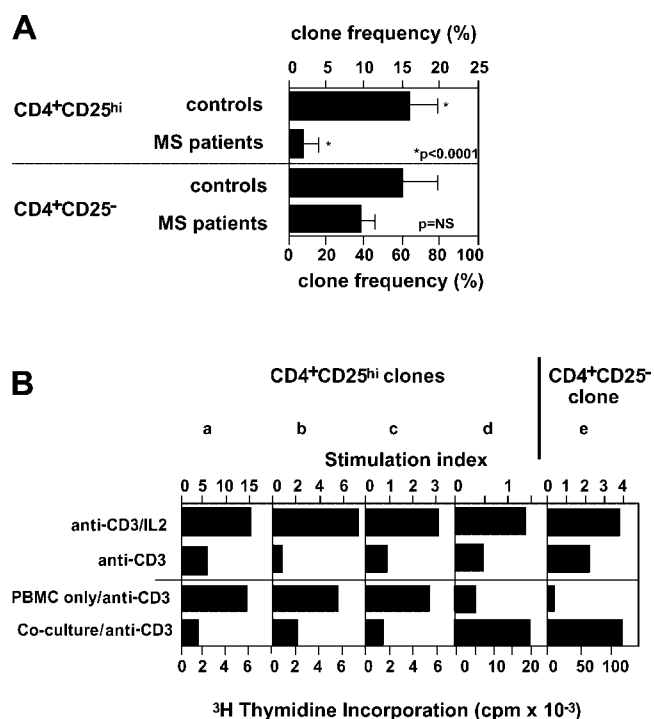 A
clone frequency (%)
0 5 10 15 20 25
CD4+CD25hi
controls
*
MS patients
*
*p<0.0001
CD4+CD25-
controls
MS patients
p=NS
0 20 40 60 80 100
clone frequency (%)
B
CD4+CD25hi clones
CD4+CD25- clone
a b c d e
Stimulation index
0 5 10 15 0 2 4 6 0 1 2 3 0 1 0 1 2 3 4
anti-CD3/IL2
anti-CD3
PBMC only/anti-CD3
Co-culture/anti-CD3
0 2 4 6 0 2 4 6 0 2 4 6 0 10 20 0 50 100
3H Thymidine Incorporation (cpm x 10-3)